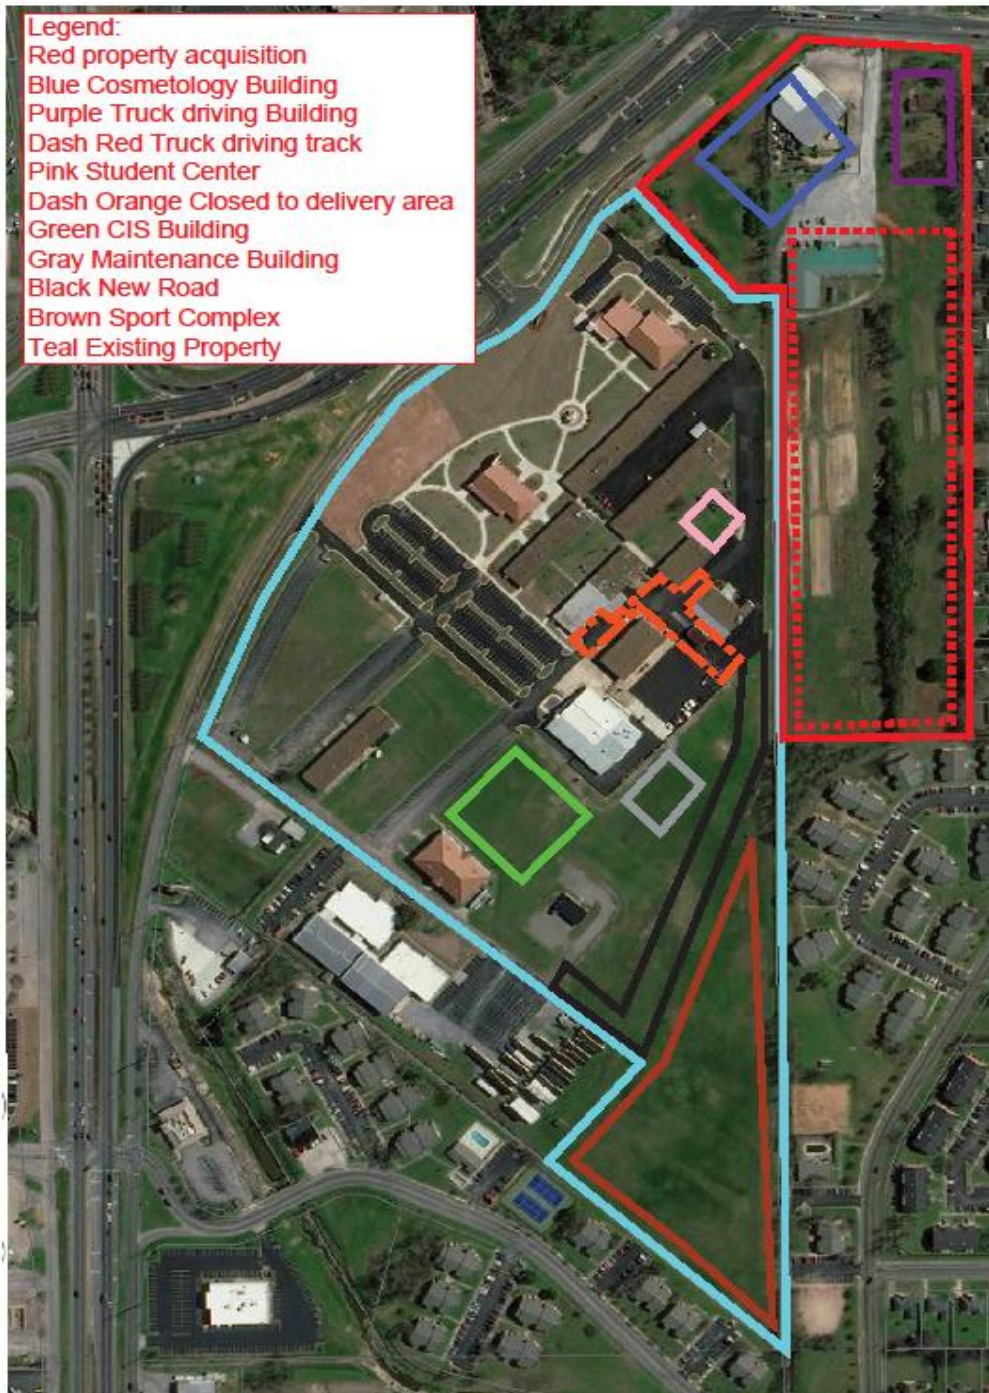 Legend:
Red property acquisition
Blue Cosmetology Building
Purple Truck driving Building
Dash Red Truck driving track
Pink Student Center
Dash Orange Closed to delivery area
Green CIS Building
Gray Maintenance Building
Black New Road
Brown Sport Complex
Teal Existing Property